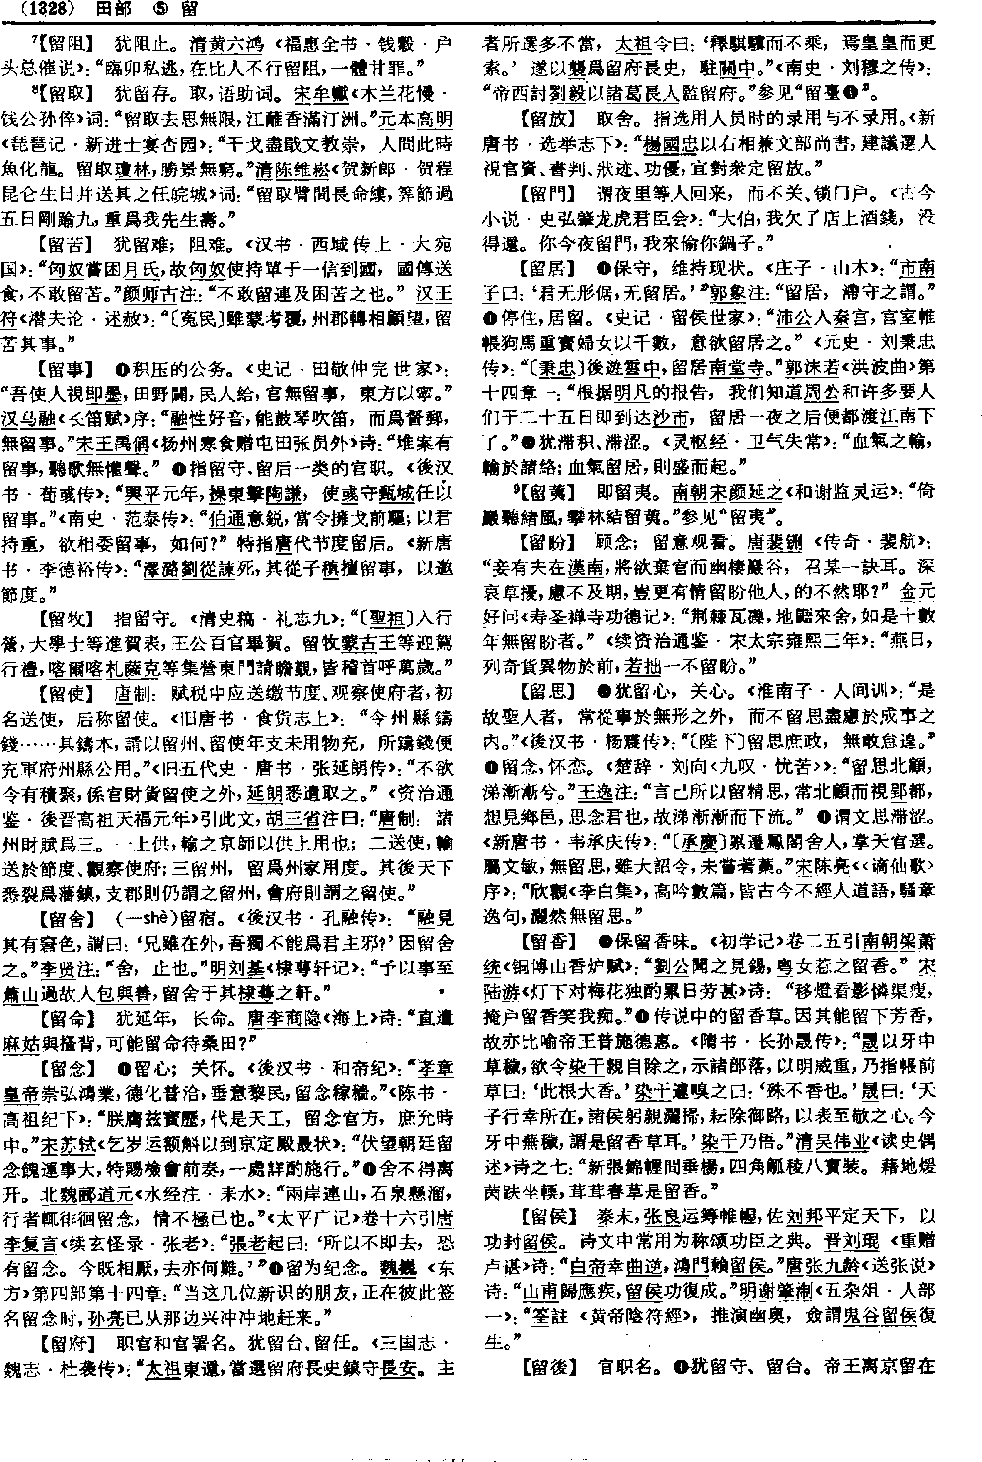 (1328) 田部 ⑤ 留
⁷【留阻】 犹阻止。清黄六鸿《福惠全书·钱穀·户
头总催说》：“臨卯私逃，在比人不行留阻，一體甘罪。”
⁸【留取】 犹留存。取，语助词。宋牟巘《木兰花慢·
饯公孙倅》词：“留取去思無限，江蘺香滿汀洲。”元本高明
《琵琶记·新进士宴杏园》：“干戈盡戢文教崇，人間此時
魚化龍。留取瓊林，勝景無窮。”清陈维崧《贺新郎·贺程
昆仑生日并送其之任皖城》词：“留取臂間長命縷，筭節過
五日剛踰九，重爲我先生壽。”
【留苦】 犹留难；阻难。《汉书·西域传上·大宛
国》：“匈奴嘗困月氏，故匈奴使持單于一信到國，國傳送
食，不敢留苦。”颜师古注：“不敢留連及困苦之也。”汉王
符《潜夫论·述赦》：“〔冤民〕雖蒙考覆，州郡轉相顧望，留
苦其事。”
【留事】 ❶积压的公务。《史记·田敬仲完世家》：
“吾使人視即墨，田野闢，民人給，官無留事，東方以寧。”
汉马融《长笛赋》序：“融性好音，能鼓琴吹笛，而爲督郵，
無留事。”宋王禹偁《扬州寒食赠屯田张员外》诗：“堆案有
留事，聽歌無懽聲。”❷指留守、留后一类的官职。《後汉
书·荀彧传》：“興平元年，操東擊陶謙，使彧守甄城任以
留事。”《南史·范泰传》：“伯通意鋭，當令擁戈前驅；以君
持重，欲相委留事，如何？”特指唐代节度留后。《新唐
书·李德裕传》：“澤潞劉從諫死，其從子稹擅留事，以邀
節度。”
【留牧】 指留守。《清史稿·礼志九》：“〔聖祖〕入行
營，大學士等進賀表，王公百官畢賀。留牧蒙古王等迎駕
行禮，喀爾喀札薩克等集營東門請瞻覲，皆稽首呼萬歲。”
【留使】 唐制：赋税中应送缴节度、观察使府者，初
名送使，后称留使。《旧唐书·食货志上》：“令州縣鑄
錢……其鑄本，請以留州、留使年支未用物充，所鑄錢便
充軍府州縣公用。”《旧五代史·唐书·张延朗传》：“不欲
令有積聚，係官財貨留使之外，延朗悉遣取之。”《资治通
鉴·後晋高祖天福元年》引此文，胡三省注曰：“唐制：諸
州財賦爲三。一上供，輸之京師以供上用也；二送使，輸
送於節度、觀察使府；三留州，留爲州家用度。其後天下
悉裂爲藩鎮，支郡則仍謂之留州，會府則謂之留使。”
【留舍】 (一shè)留宿。《後汉书·孔融传》：“融見
其有窘色，謂曰：‘兄雖在外，吾獨不能爲君主邪？’因留舍
之。”李贤注：“舍，止也。”明刘基《棣萼轩记》：“予以事至
蕭山過故人包與善，留舍于其棣萼之軒。”
【留命】 犹延年，长命。唐李商隐《海上》诗：“直遣
麻姑與搔背，可能留命待桑田？”
【留念】 ❶留心；关怀。《後汉书·和帝纪》：“孝章
皇帝崇弘鴻業，德化普洽，垂意黎民，留念稼穡。”《陈书·
高祖纪下》：“朕膺兹寶曆，代是天工，留念官方，庶允時
中。”宋苏轼《乞岁运额斛以到京定殿最状》：“伏望朝廷留
念餽運事大，特賜檢會前奏，一處詳酌施行。”❷舍不得离
开。北魏郦道元《水经注·耒水》：“兩岸連山，石泉懸溜，
行者輒徘徊留念，情不極已也。”《太平广记》卷十六引唐
李复言《续玄怪录·张老》：“張老起曰：‘所以不即去，恐
有留念。今既相厭，去亦何難。’”❸留为纪念。魏巍《东
方》第四部第十四章：“当这几位新识的朋友，正在彼此签
名留念时，孙亮已从那边兴冲冲地赶来。”
【留府】 职官和官署名。犹留台、留任。《三国志·
魏志·杜袭传》：“太祖東還，當選留府長史鎮守長安。主
者所選多不當，太祖令曰：‘釋騏驥而不乘，焉皇皇而更
索。’遂以襲爲留府長史，駐關中。”《南史·刘穆之传》：
“帝西討劉毅以諸葛長人監留府。”参见“留臺❶”。
【留放】 取舍。指选用人员时的录用与不录用。《新
唐书·选举志下》：“楊國忠以右相兼文部尚書，建議選人
視官資、書判、狀迹、功優，宜對衆定留放。”
【留門】 谓夜里等人回来，而不关、锁门户。《古今
小说·史弘肇龙虎君臣会》：“大伯，我欠了店上酒錢，没
得還。你今夜留門，我來偷你鍋子。”
【留居】 ❶保守，维持现状。《庄子·山木》：“市南
子曰：‘君无形倨，无留居。’”郭象注：“留居，滯守之謂。”
❷停住，居留。《史记·留侯世家》：“沛公入秦宫，宫室帷
帳狗馬重寳婦女以千數，意欲留居之。”《元史·刘秉忠
传》：“〔秉忠〕後遊雲中，留居南堂寺。”郭沫若《洪波曲》第
十四章一：“根据明凡的报告，我们知道周公和许多要人
们于二十五日即到达沙市，留居一夜之后便都渡江南下
了。”❸犹滞积、滞涩。《灵枢经·卫气失常》：“血氣之輸，
輸於諸絡；血氣留居，則盛而起。”
⁹【留荑】 即留夷。南朝宋颜延之《和谢监灵运》：“倚
巖聽緒風，攀林結留荑。”参见“留夷”。
【留盼】 顾念；留意观看。唐裴铏《传奇·裴航》：
“妾有夫在漢南，將欲棄官而幽棲巖谷，召某一訣耳。深
哀草擾，慮不及期，豈更有情留盼他人，的不然耶？”金元
好问《寿圣禅寺功德记》：“荆棘瓦礫，地臨來舍，如是十數
年無留盼者。”《续资治通鉴·宋太宗雍熙三年》：“燕日，
列奇貨異物於前，若拙一不留盼。”
【留思】 ❶犹留心，关心。《淮南子·人间训》：“是
故聖人者，常從事於無形之外，而不留思盡慮於成事之
内。”《後汉书·杨震传》：“〔陛下〕留思庶政，無敢怠遑。”
❷留念，怀恋。《楚辞·刘向〈九叹·忧苦〉》：“留思北顧，
涕漸漸兮。”王逸注：“言己所以留精思，常北顧而視郢都，
想見鄉邑，思念君也，故涕漸漸而下流。”❸谓文思滞涩。
《新唐书·韦承庆传》：“〔承慶〕累遷鳳閣舍人，掌天官選。
屬文敏，無留思，雖大詔令，未嘗著藁。”宋陈亮《〈谪仙歌〉
序》：“欣觀《李白集》，高吟數篇，皆古今不經人道語，騷章
逸句，灑然無留思。”
【留香】 ❶保留香味。《初学记》卷二五引南朝梁萧
统《铜博山香炉赋》：“劉公聞之見錫，粤女惹之留香。”宋
陆游《灯下对梅花独酌累日劳甚》诗：“移燈看影憐渠瘦，
掩户留香笑我痴。”❷传说中的留香草。因其能留下芳香，
故亦比喻帝王普施德惠。《隋书·长孙晟传》：“晟以牙中
草穢，欲令染干親自除之，示諸部落，以明威重，乃指帳前
草曰：‘此根大香。’染干遽嗅之曰：‘殊不香也。’晟曰：‘天
子行幸所在，諸侯躬親灑掃，耘除御路，以表至敬之心。今
牙中無穢，謂是留香草耳。’染干乃悟。”清吴伟业《读史偶
述》诗之七：“新張錦幄間垂楊，四角觚稜八寳裝。藉地煖
茵趺坐輭，茸茸春草是留香。”
【留侯】 秦末，张良运筹帷幄，佐刘邦平定天下，以
功封留侯。诗文中常用为称颂功臣之典。晋刘琨《重赠
卢谌》诗：“白帝幸曲逆，鴻門賴留侯。”唐张九龄《送张说》
诗：“山甫歸應疾，留侯功復成。”明谢肇淛《五杂俎·人部
一》：“筌註《黄帝陰符經》，推演幽奥，僉謂鬼谷留侯復
生。”
【留後】 官职名。❶犹留守、留台。帝王离京留在